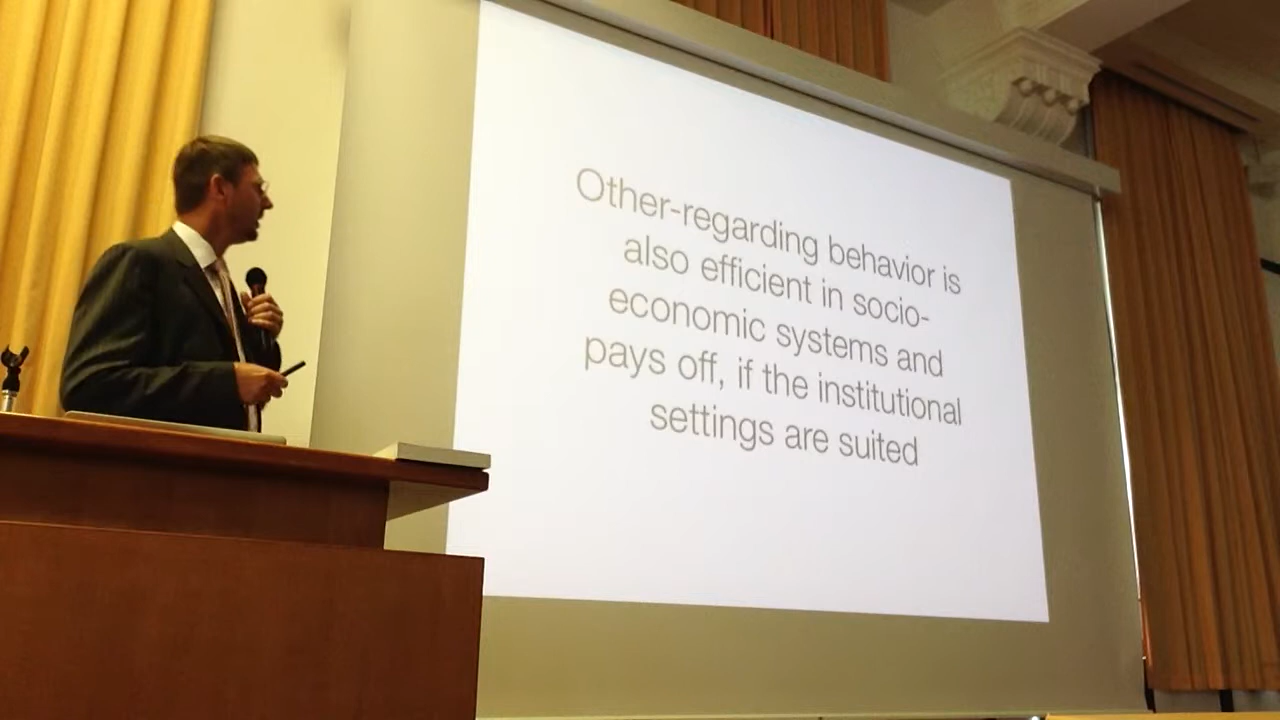 Other-regarding behavior is
also efficient in socio-
economic systems and
pays off, if the institutional
settings are suited